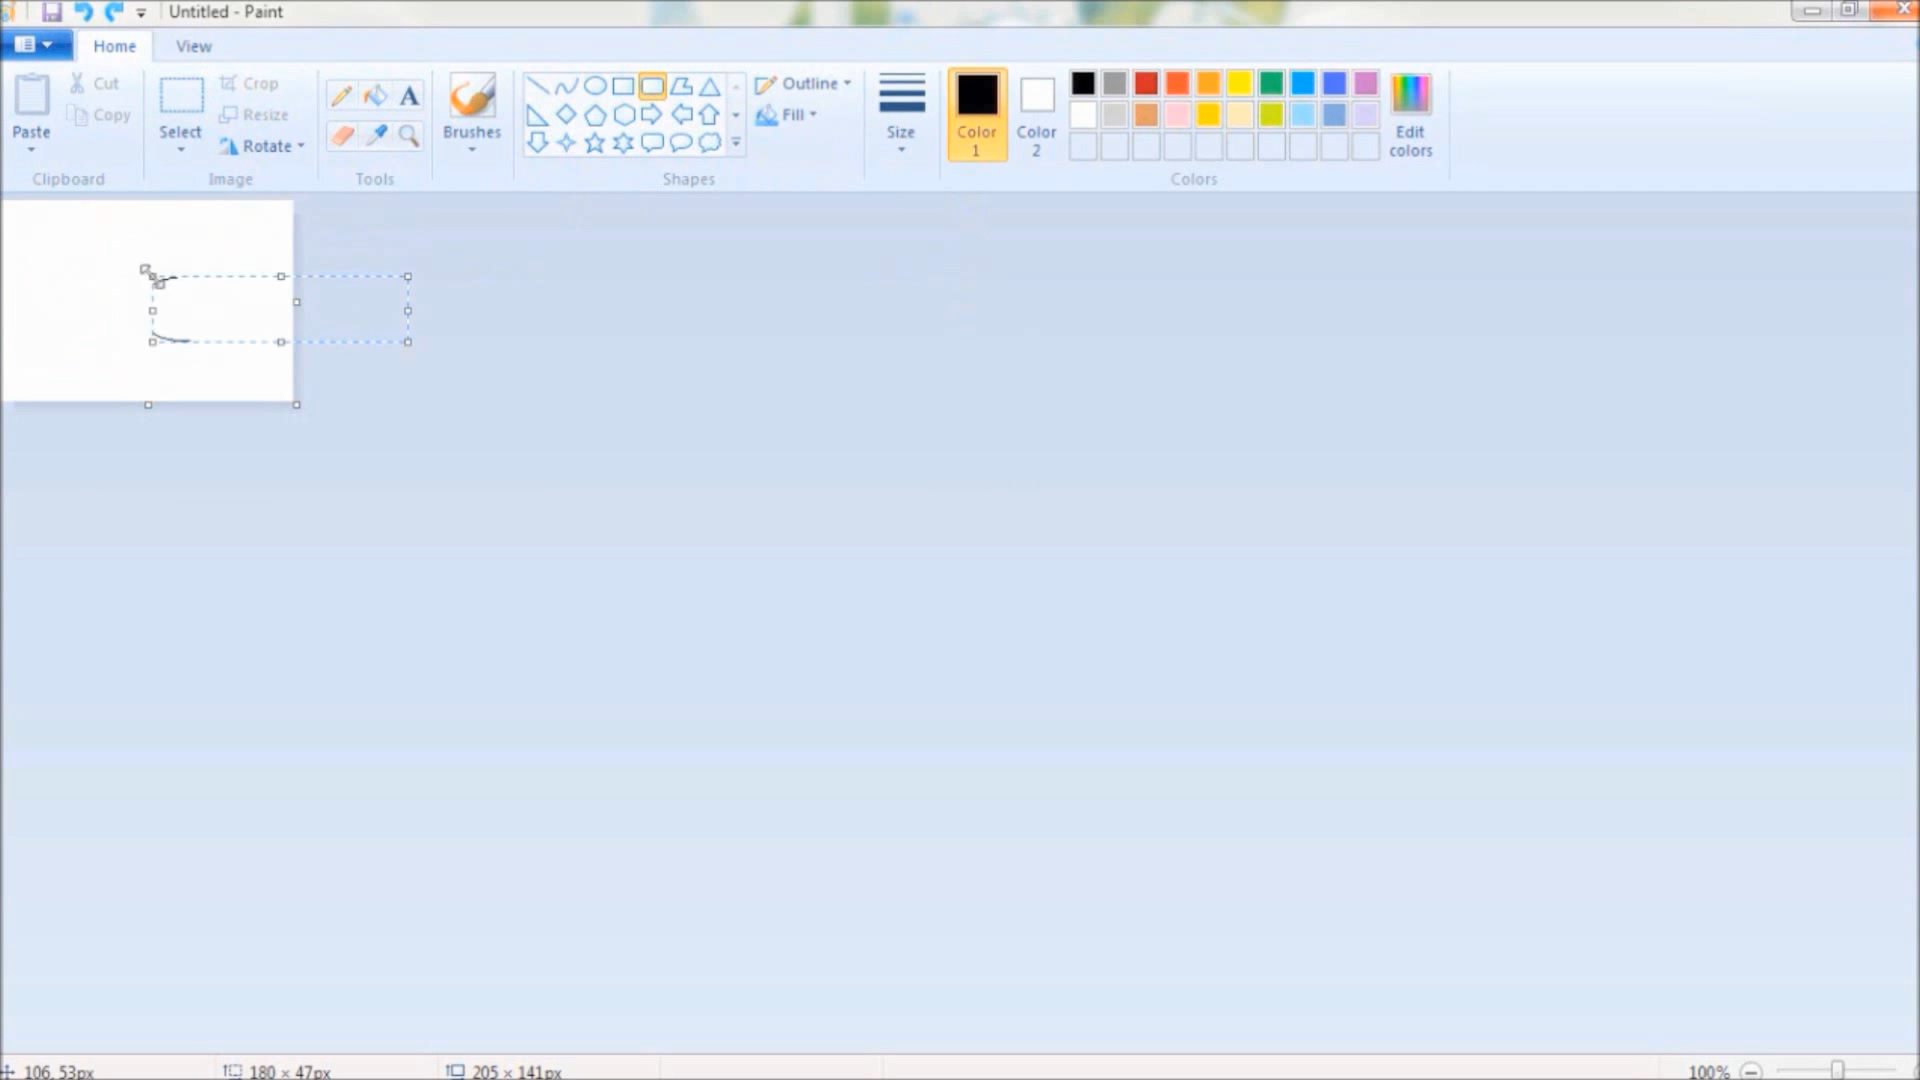 Untitled - Paint
Home View
Paste
Cut
Copy
Clipboard
Select
Crop
Resize
Rotate
Image
A
Tools
Brushes
Shapes
Outline
Fill
Size
Color 1
Color 2
Edit colors
Colors
106, 53px 180 × 47px 205 × 141px 100%